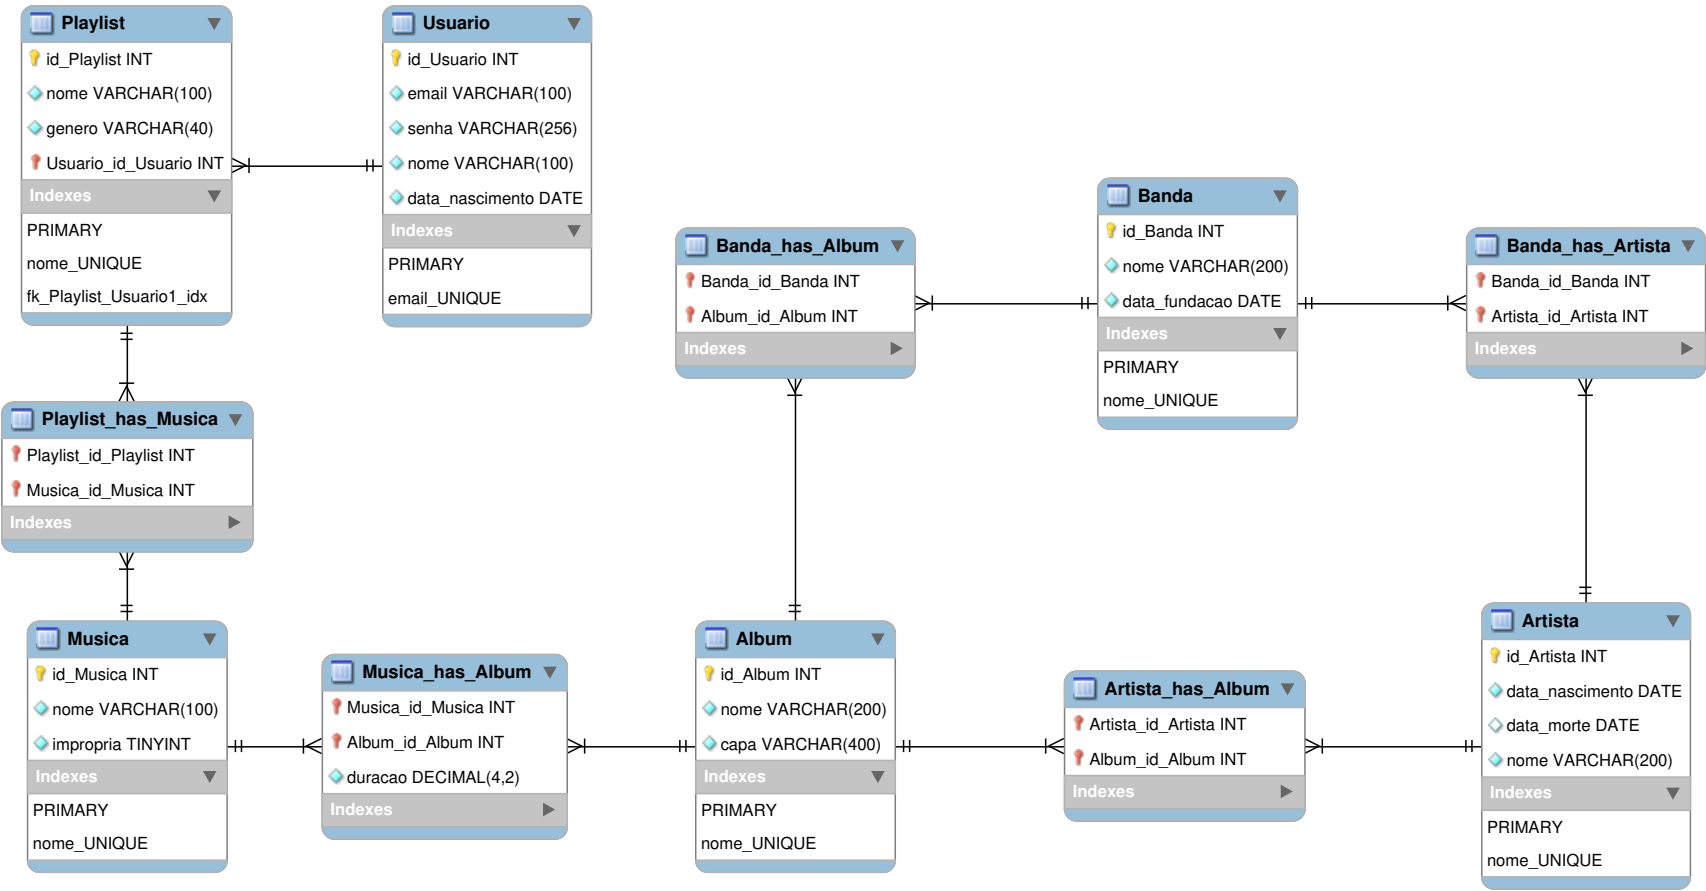 Playlist
id_Playlist INT
nome VARCHAR(100)
genero VARCHAR(40)
Usuario_id_Usuario INT
Indexes
PRIMARY
nome_UNIQUE
fk_Playlist_Usuario1_idx
Usuario
id_Usuario INT
email VARCHAR(100)
senha VARCHAR(256)
nome VARCHAR(100)
data_nascimento DATE
Indexes
PRIMARY
email_UNIQUE
Banda_has_Album
Banda_id_Banda INT
Album_id_Album INT
Indexes
Banda
id_Banda INT
nome VARCHAR(200)
data_fundacao DATE
Indexes
PRIMARY
nome_UNIQUE
Banda_has_Artista
Banda_id_Banda INT
Artista_id_Artista INT
Indexes
Playlist_has_Musica
Playlist_id_Playlist INT
Musica_id_Musica INT
Indexes
Musica
id_Musica INT
nome VARCHAR(100)
impropria TINYINT
Indexes
PRIMARY
nome_UNIQUE
Musica_has_Album
Musica_id_Musica INT
Album_id_Album INT
duracao DECIMAL(4,2)
Indexes
Album
id_Album INT
nome VARCHAR(200)
capa VARCHAR(400)
Indexes
PRIMARY
nome_UNIQUE
Artista_has_Album
Artista_id_Artista INT
Album_id_Album INT
Indexes
Artista
id_Artista INT
data_nascimento DATE
data_morte DATE
nome VARCHAR(200)
Indexes
PRIMARY
nome_UNIQUE